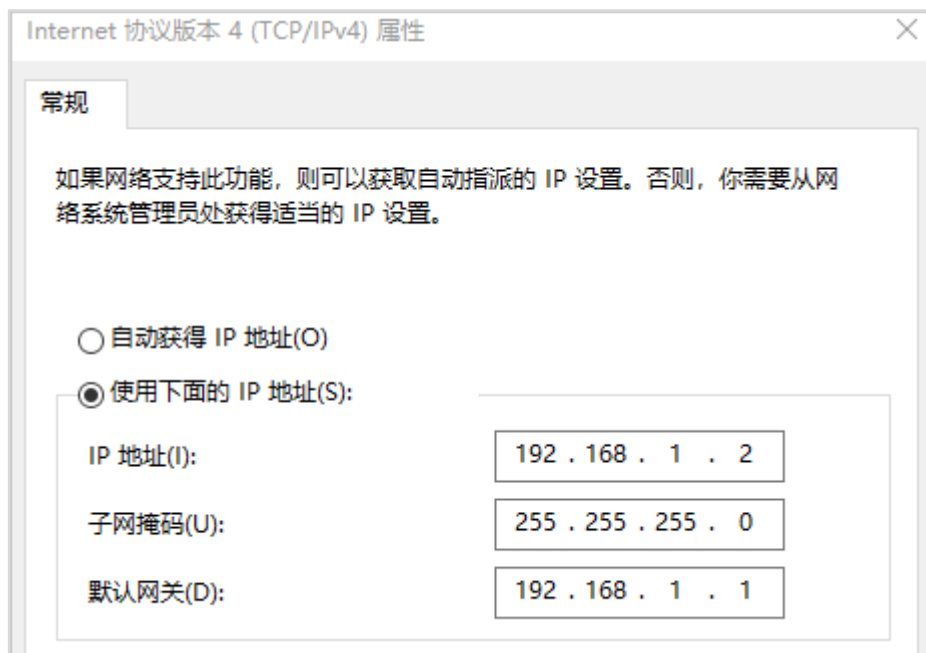 Internet 协议版本 4 (TCP/IPv4) 属性
常规
如果网络支持此功能，则可以获取自动指派的 IP 设置。否则，你需要从网
络系统管理员处获得适当的 IP 设置。
自动获得 IP 地址(O)
使用下面的 IP 地址(S):
IP 地址(I): 192 . 168 . 1 . 2
子网掩码(U): 255 . 255 . 255 . 0
默认网关(D): 192 . 168 . 1 . 1